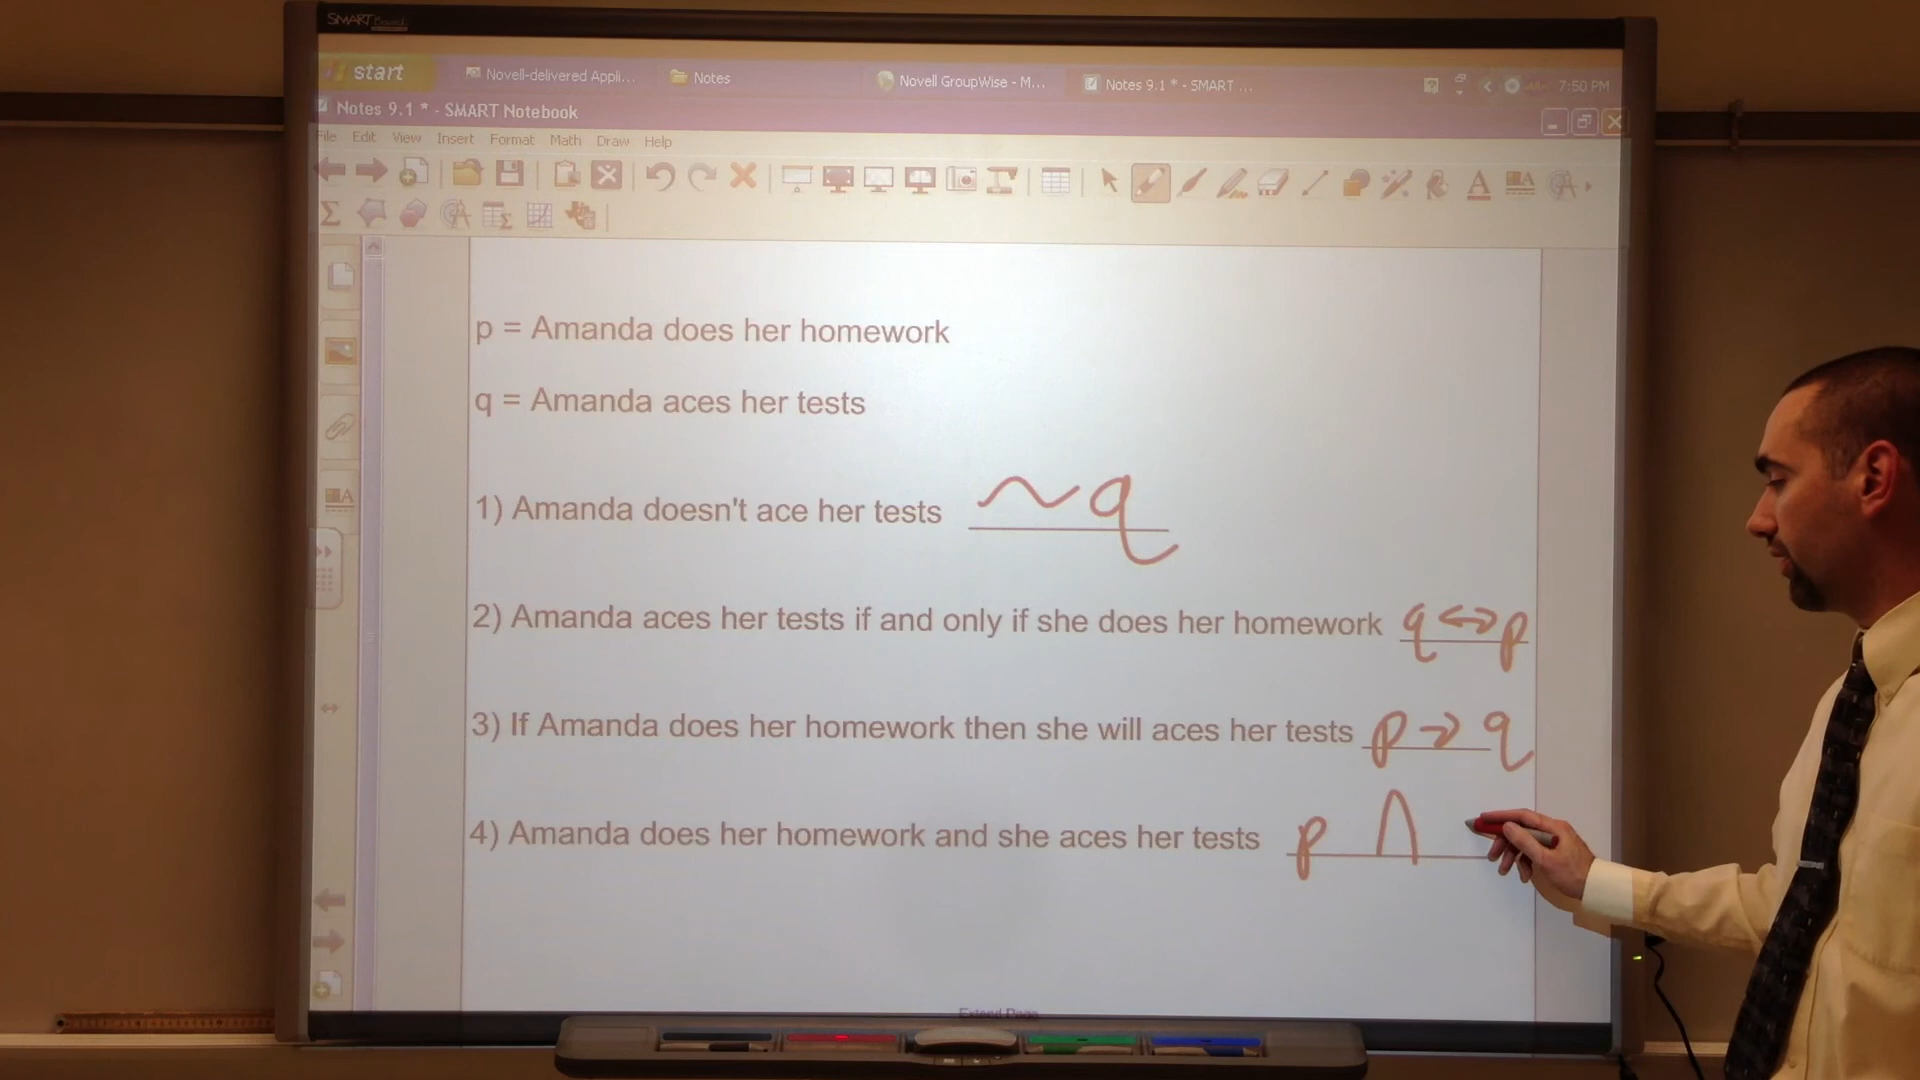 SMART Board
start Novell-delivered Appli... Notes Novell GroupWise - M... Notes 9.1 * - SMART ... 7:50 PM
Notes 9.1 * - SMART Notebook
File Edit View Insert Format Math Draw Help
p = Amanda does her homework
q = Amanda aces her tests
1) Amanda doesn't ace her tests ~q
2) Amanda aces her tests if and only if she does her homework q ↔ p
3) If Amanda does her homework then she will aces her tests p → q
4) Amanda does her homework and she aces her tests p ∧
Extend Page